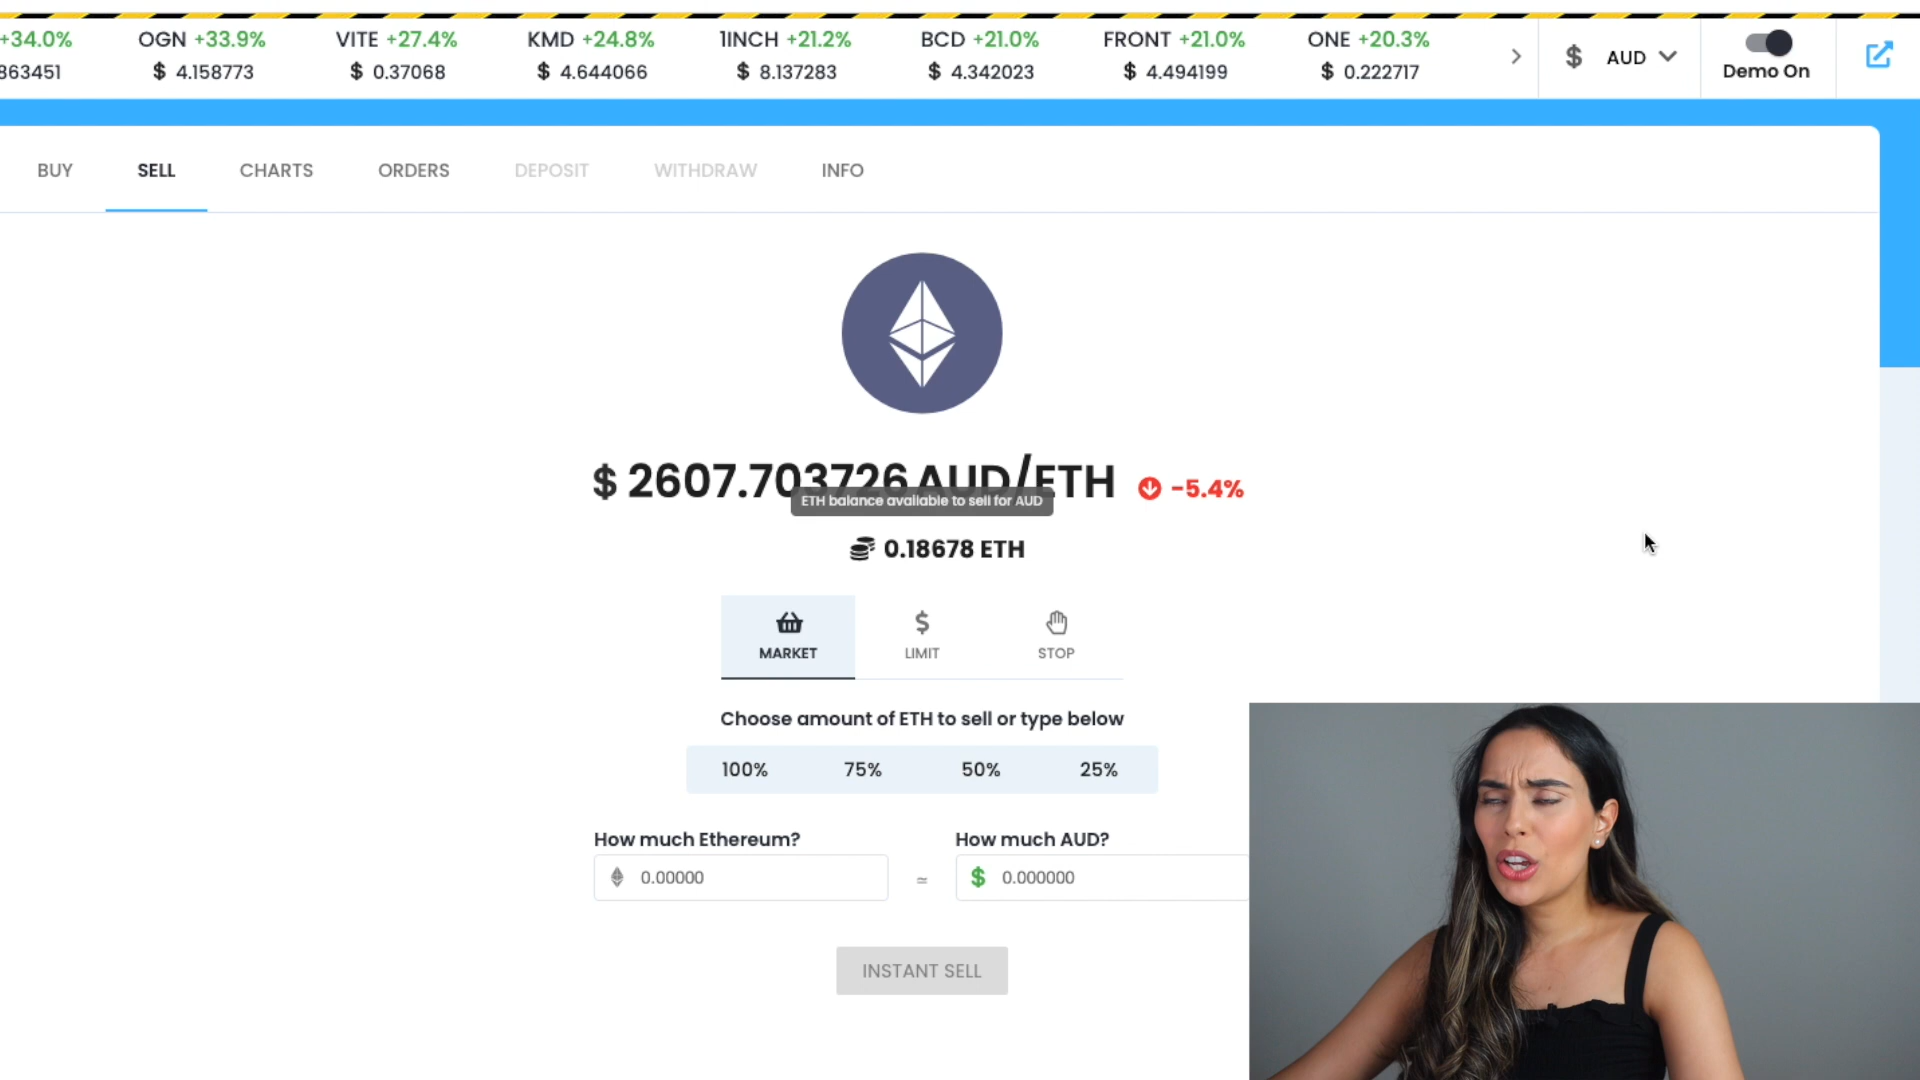 +34.0% OGN +33.9% VITE +27.4% KMD +24.8% 1INCH +21.2% BCD +21.0% FRONT +21.0% ONE +20.3%
863451 $ 4.158773 $ 0.37068 $ 4.644066 $ 8.137283 $ 4.342023 $ 4.494199 $ 0.222717
$ AUD
Demo On
BUY SELL CHARTS ORDERS DEPOSIT WITHDRAW INFO
$ 2607.703726 AUD/ETH -5.4%
ETH balance available to sell for AUD
0.18678 ETH
$
MARKET LIMIT STOP
Choose amount of ETH to sell or type below
100% 75% 50% 25%
How much Ethereum? How much AUD?
0.00000 ≃ $ 0.000000
INSTANT SELL